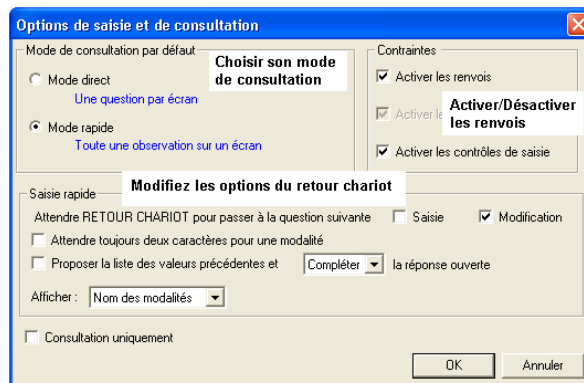 Options de saisie et de consultation
Mode de consultation par défaut
Choisir son mode
de consultation
Mode direct
Une question par écran
Mode rapide
Toute une observation sur un écran
Contraintes
Activer les renvois
Activer
Activer/Désactiver
les renvois
Activer les contrôles de saisie
Modifiez les options du retour chariot
Saisie rapide
Attendre RETOUR CHARIOT pour passer à la question suivante Saisie Modification
Attendre toujours deux caractères pour une modalité
Proposer la liste des valeurs précédentes et Compléter la réponse ouverte
Afficher : Nom des modalités
Consultation uniquement
OK Annuler